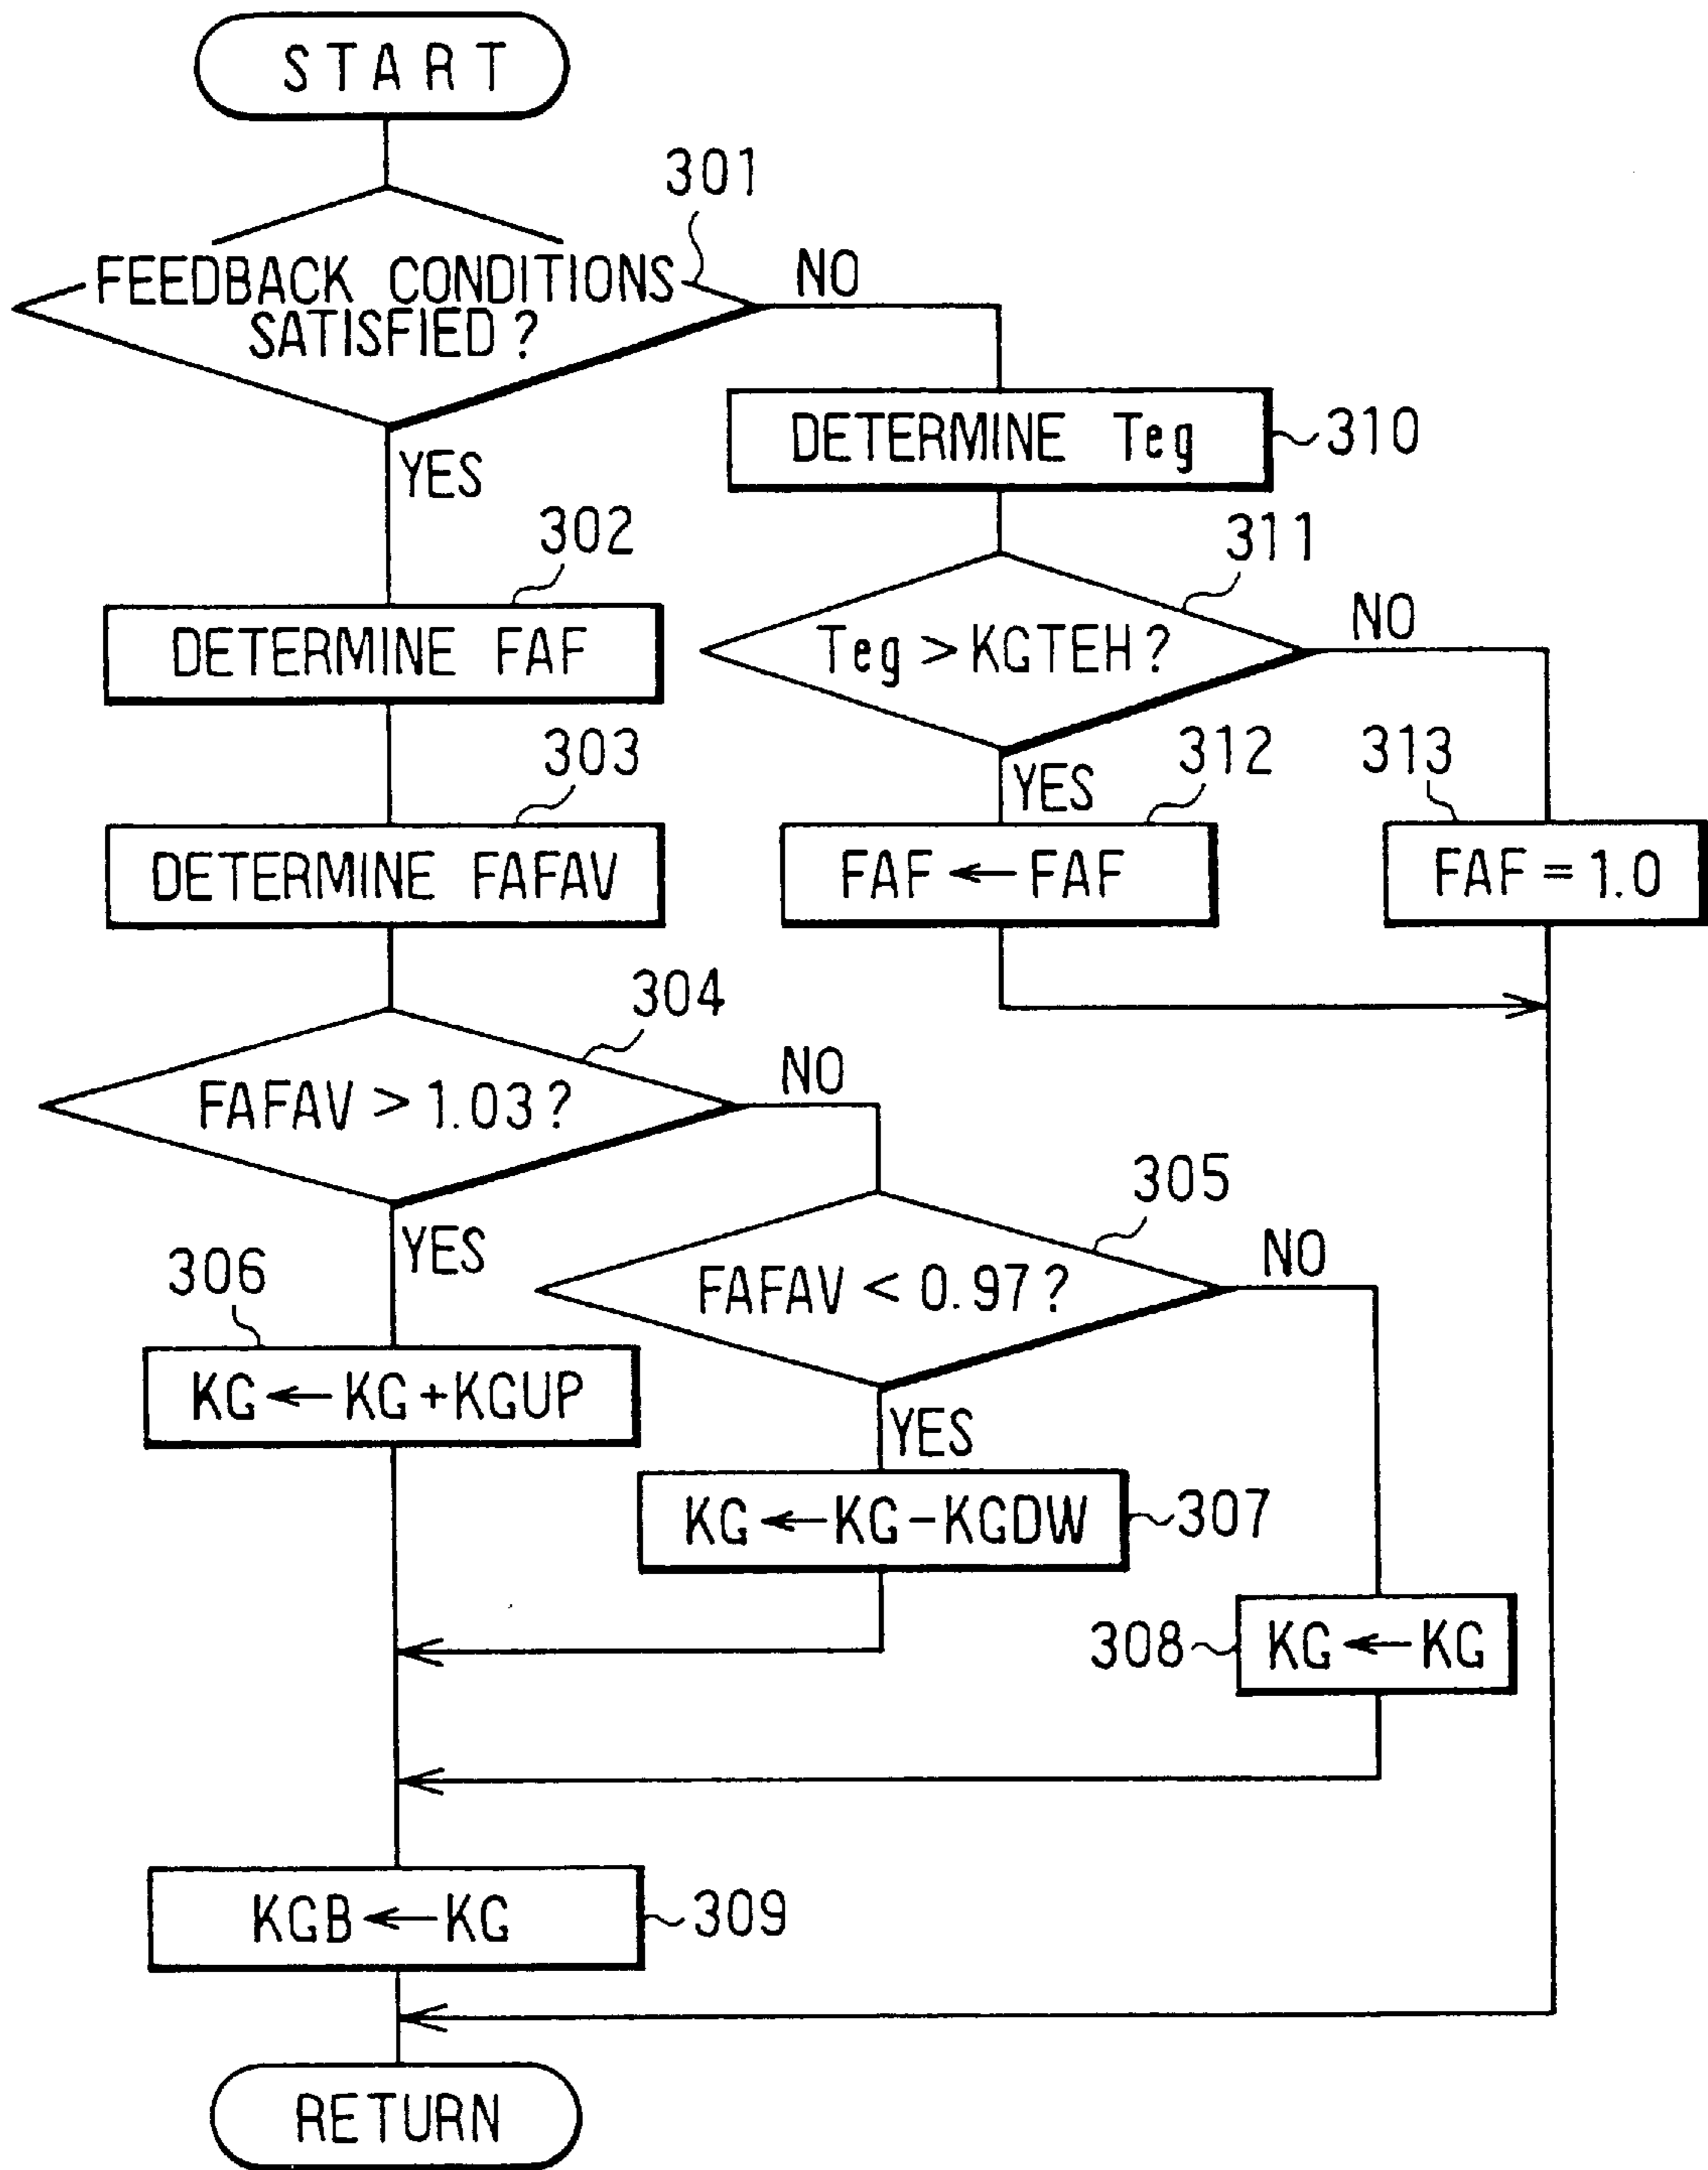 START
301
FEEDBACK CONDITIONS
SATISFIED?
NO
DETERMINE Teg
310
YES
302
311
DETERMINE FAF
Teg > KGTEH?
NO
303
312
313
YES
DETERMINE FAFAV
FAF ← FAF
FAF = 1.0
304
FAFAV > 1.03?
NO
305
YES
306
FAFAV < 0.97?
NO
KG ← KG + KGUP
YES
KG ← KG - KGDW
307
308
KG ← KG
KGB ← KG
309
RETURN